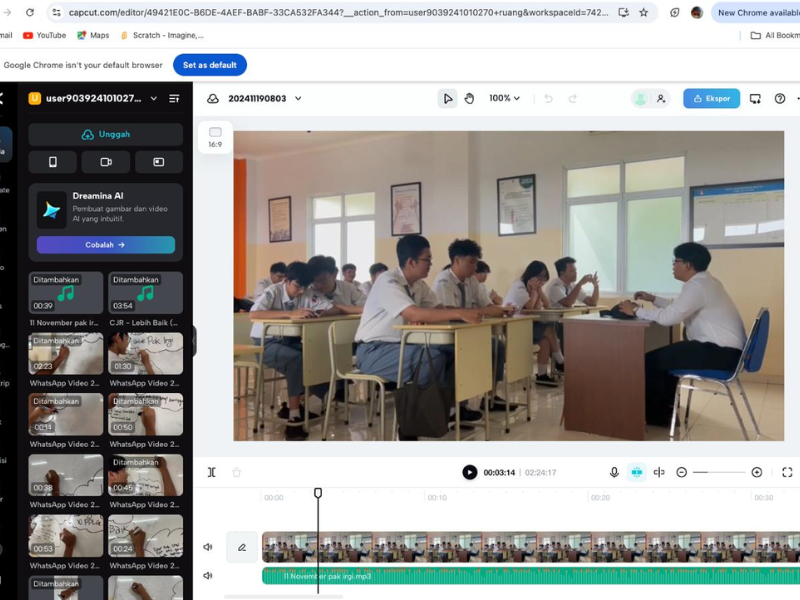 capcut.com/editor/49421E0C-B6DE-4AEF-BABF-33CA532FA344?__action_from=user9039241010270+ruang&workspaceId=742...
New Chrome available
YouTube
Maps
Scratch - Imagine,...
All Bookm
Google Chrome isn't your default browser
Set as default
U
user903924101027...
202411190803
100%
Ekspor
Unggah
16:9
Dreamina AI
Pembuat gambar dan video
AI yang intuitif.
Cobalah →
Ditambahkan
Ditambahkan
00:39
03:54
11 November pak ir...
CJR - Lebih Baik (...
Ditambahkan
02:23
01:30
WhatsApp Video 2...
WhatsApp Video 2...
Ditambahkan
Ditambahkan
00:14
00:50
WhatsApp Video 2...
WhatsApp Video 2...
Ditambahkan
00:38
00:45
WhatsApp Video 2...
WhatsApp Video 2...
00:53
00:24
WhatsApp Video 2...
WhatsApp Video 2...
Ditambahkan
00:03:14 | 02:24:17
00:00
00:10
00:20
00:30
11 November pak irgi.mp3